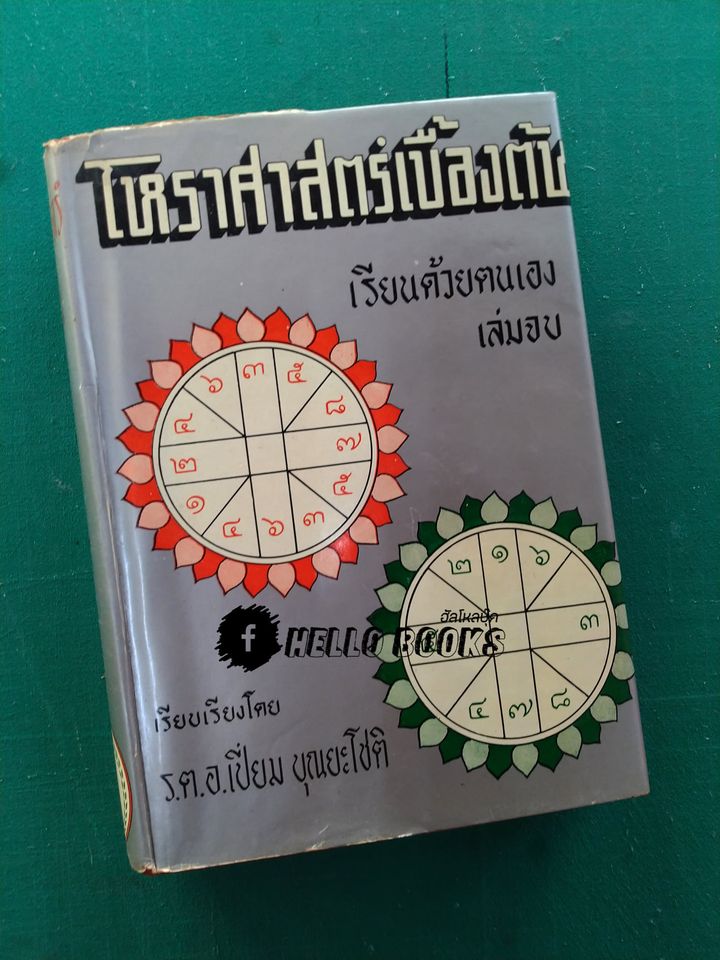 โหราศาสตร์เบื้องต้น
เรียนด้วยตนเอง
เล่มจบ
๖ ๓ ๕
๔ ๘
๒ ๗
๑ ๕
๔ ๖ ๓
๒ ๑ ๖
๓
๔ ๗ ๘
ฮัลโหลบุ๊ค
f HELLO BOOKS
เรียบเรียงโดย
ร.ต.อ.เปี่ยม บุณยะโชติ